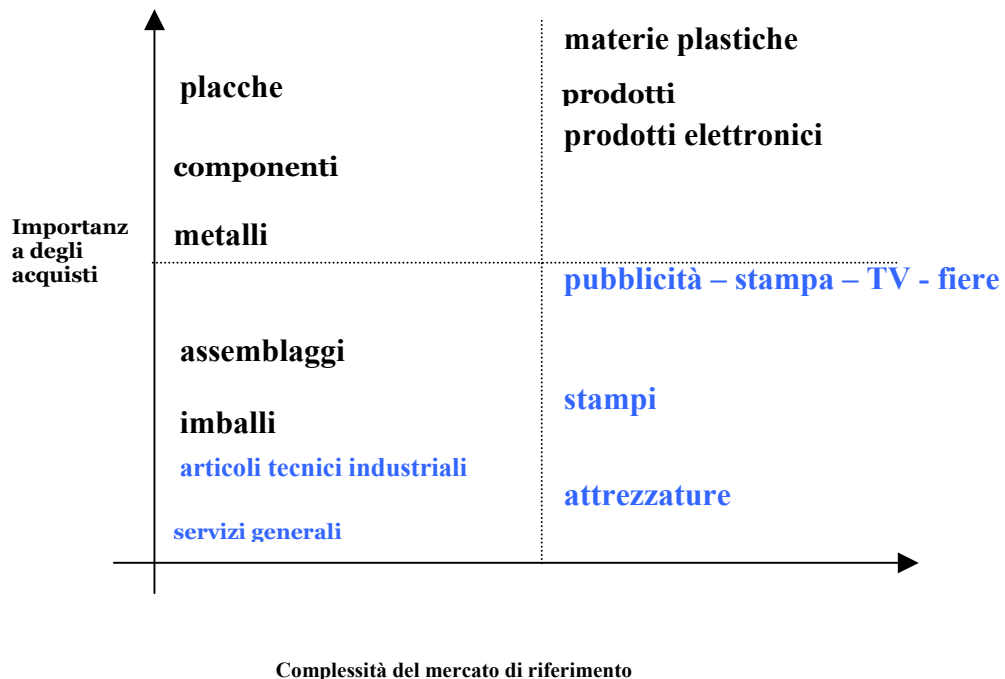 materie plastiche
placche
prodotti
prodotti elettronici
componenti
Importanz
a degli
acquisti
metalli
pubblicità – stampa – TV - fiere
assemblaggi
stampi
imballi
articoli tecnici industriali
attrezzature
servizi generali
Complessità del mercato di riferimento